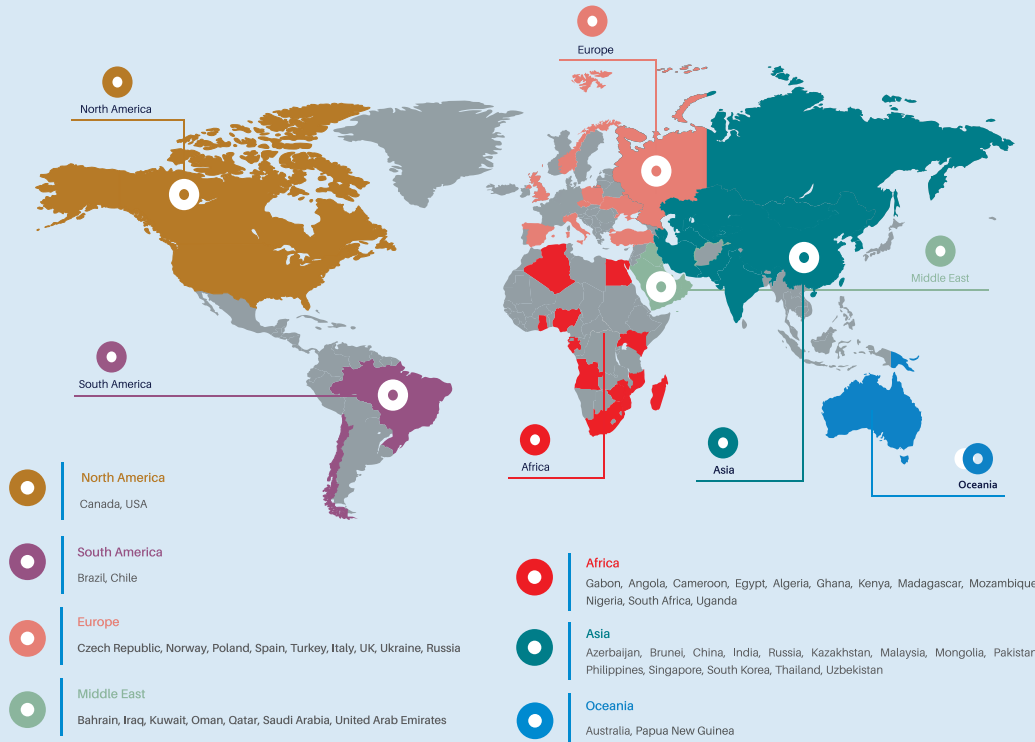 Europe
North America
Middle East
South America
Africa
Asia
Oceania
North America
Canada, USA
South America
Brazil, Chile
Europe
Czech Republic, Norway, Poland, Spain, Turkey, Italy, UK, Ukraine, Russia
Middle East
Bahrain, Iraq, Kuwait, Oman, Qatar, Saudi Arabia, United Arab Emirates
Africa
Gabon, Angola, Cameroon, Egypt, Algeria, Ghana, Kenya, Madagascar, Mozambique
Nigeria, South Africa, Uganda
Asia
Azerbaijan, Brunei, China, India, Russia, Kazakhstan, Malaysia, Mongolia, Pakistan
Philippines, Singapore, South Korea, Thailand, Uzbekistan
Oceania
Australia, Papua New Guinea